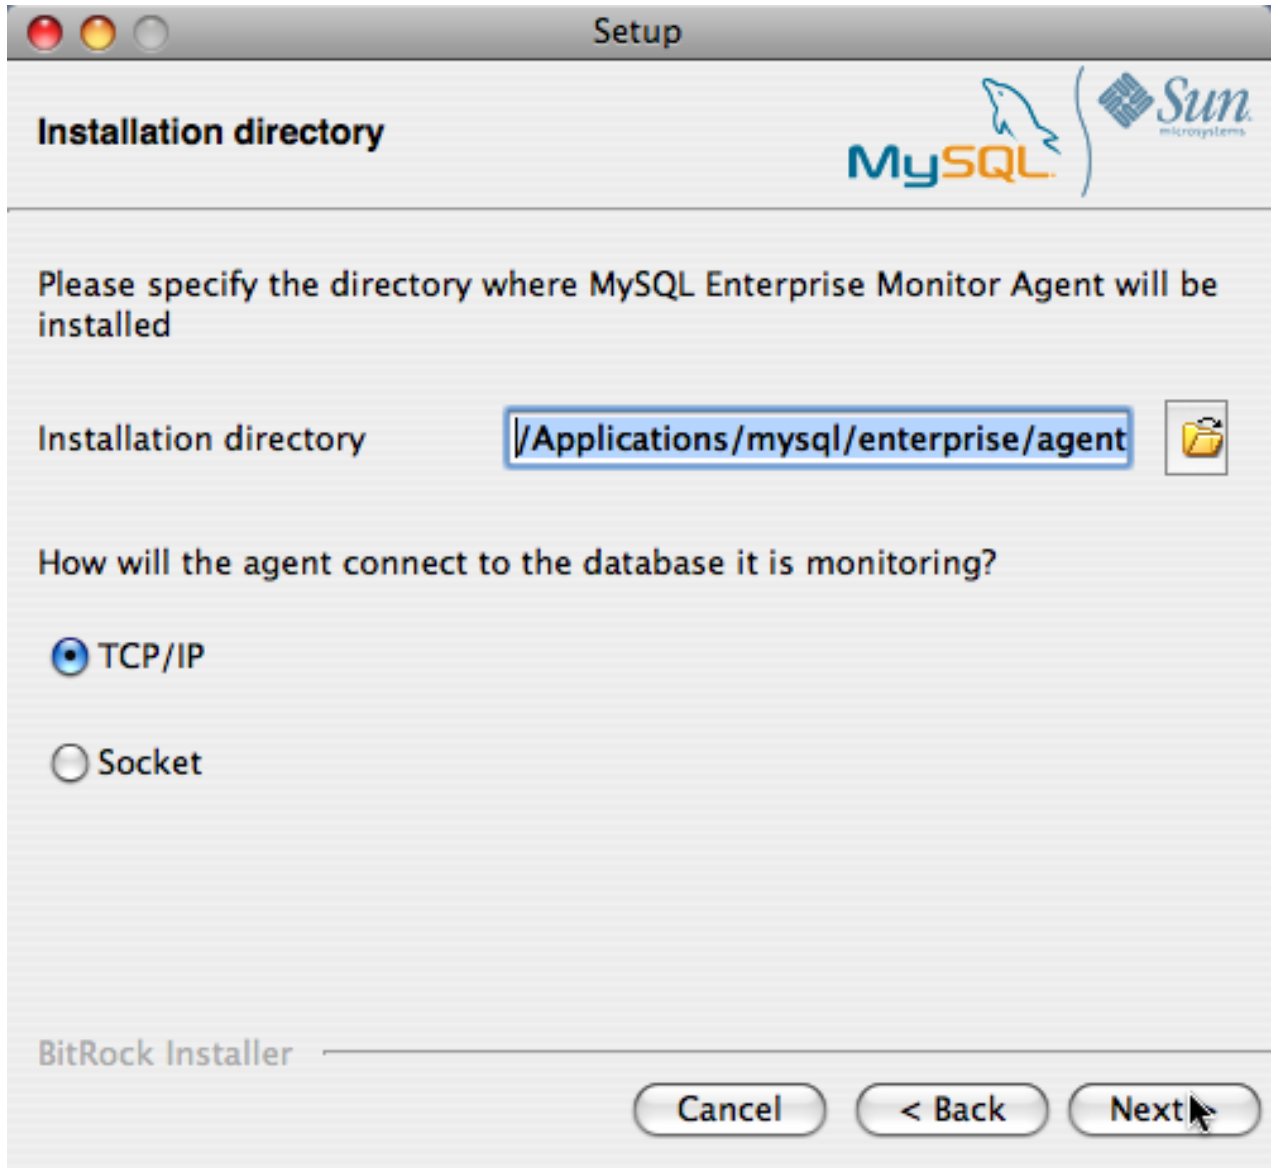 Setup
Installation directory
MySQL.
Sun.
microsystems
Please specify the directory where MySQL Enterprise Monitor Agent will be
installed
Installation directory
/Applications/mysql/enterprise/agent
How will the agent connect to the database it is monitoring?
TCP/IP
Socket
BitRock Installer
Cancel
< Back
Next >